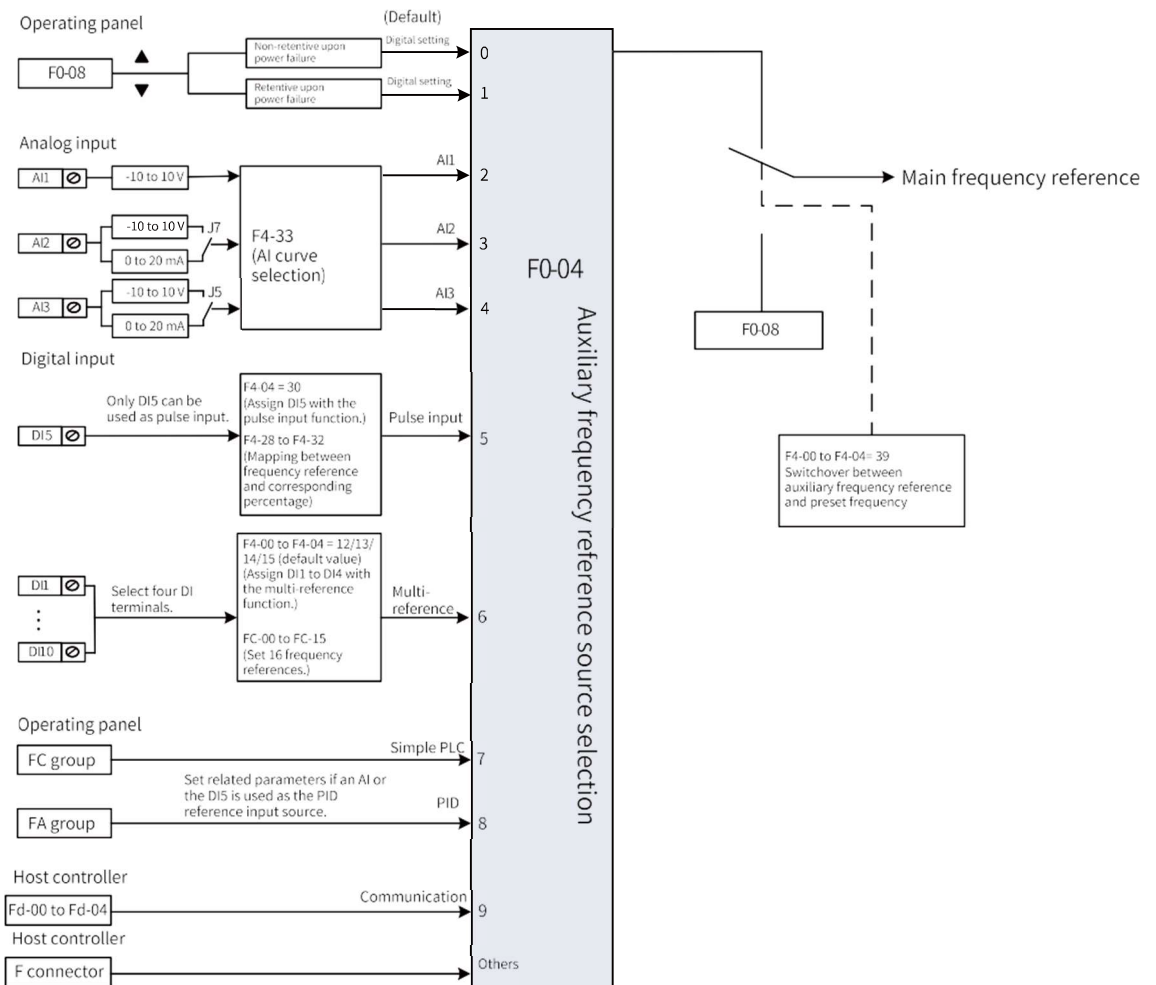 Operating panel
(Default)
F0-08
Non-retentive upon
power failure
Digital setting
0
Retentive upon
power failure
Digital setting
1
Analog input
AI1
-10 to 10 V
AI1
2
AI2
-10 to 10 V
0 to 20 mA
J7
AI2
3
AI3
-10 to 10 V
0 to 20 mA
J5
AI3
4
F4-33
(AI curve
selection)
Digital input
DI5
Only DI5 can be
used as pulse input.
F4-04 = 30
(Assign DI5 with the
pulse input function.)
F4-28 to F4-32
(Mapping between
frequency reference
and corresponding
percentage)
Pulse input
5
DI1
DI10
Select four DI
terminals.
F4-00 to F4-04 = 12/13/
14/15 (default value)
(Assign DI1 to DI4 with
the multi-reference
function.)
FC-00 to FC-15
(Set 16 frequency
references.)
Multi-
reference
6
Operating panel
FC group
Simple PLC
7
Set related parameters if an AI or
the DI5 is used as the PID
reference input source.
FA group
PID
8
Host controller
Fd-00 to Fd-04
Communication
9
Host controller
F connector
Others
F0-04
Auxiliary frequency reference source selection
Main frequency reference
F0-08
F4-00 to F4-04= 39
Switchover between
auxiliary frequency reference
and preset frequency